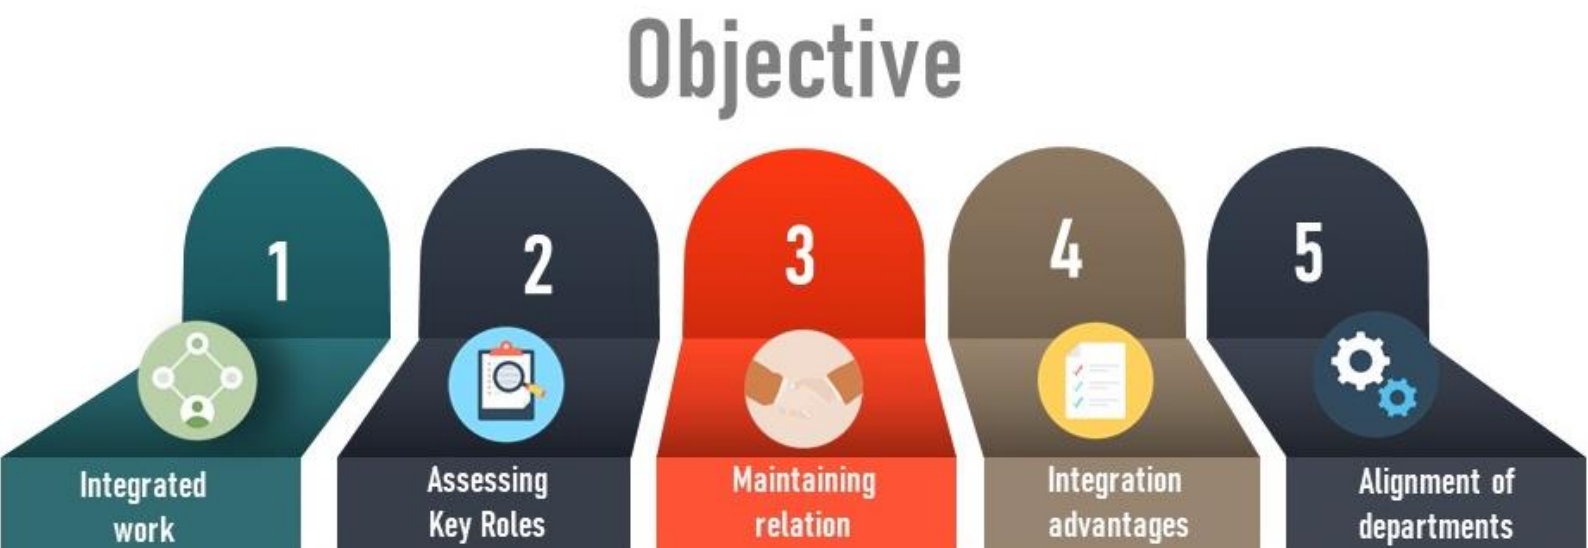 Objective
1
2
3
4
5
Integrated
work
Assessing
Key Roles
Maintaining
relation
Integration
advantages
Alignment of
departments